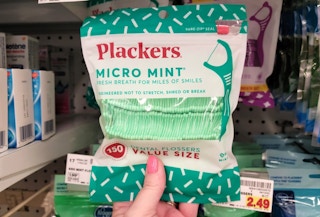 Plackers
MICRO MINT
FRESH BREATH FOR MILES OF SMILES
ENGINEERED NOT TO STRETCH, SHRED OR BREAK
150
DENTAL FLOSSERS
VALUE SIZE
2.49